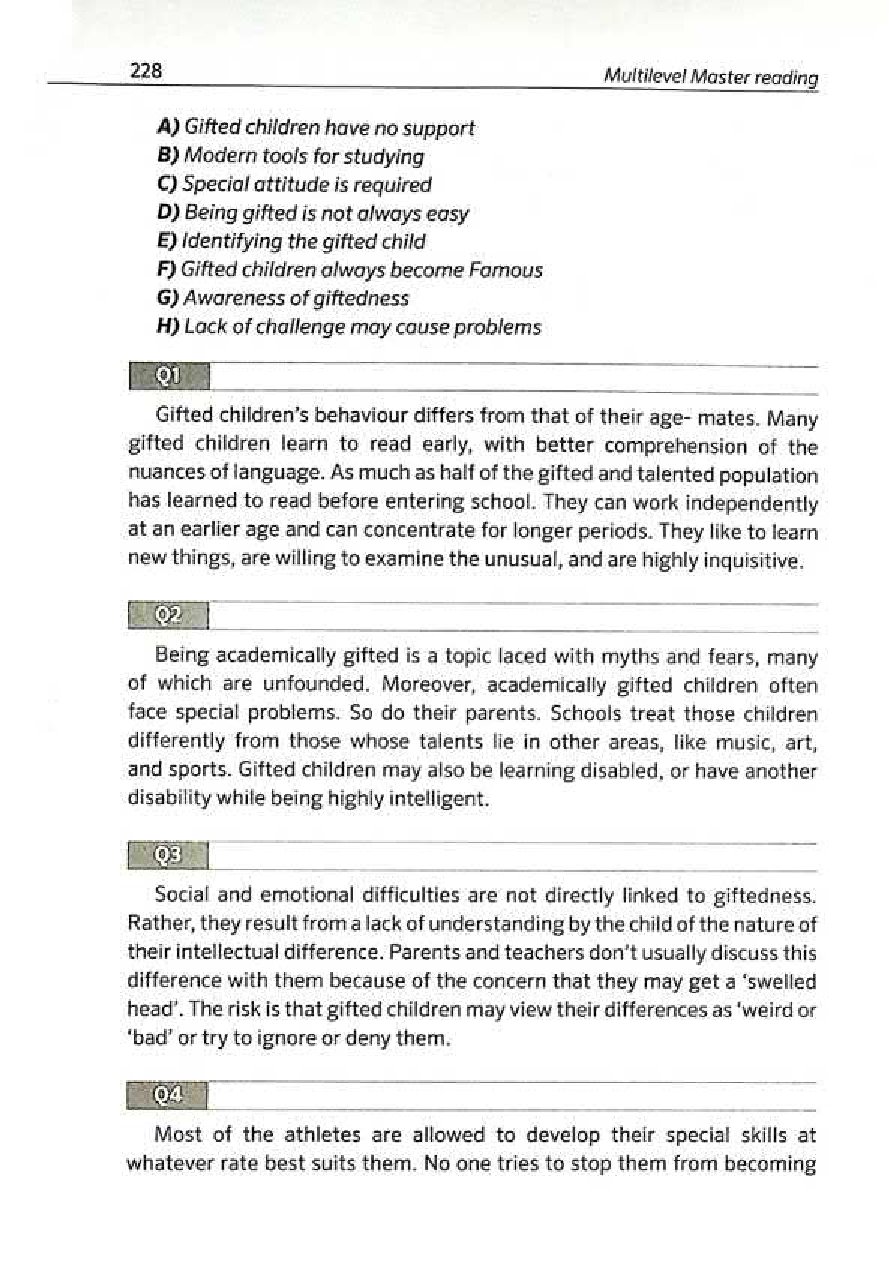 228
Multilevel Master reading
A) Gifted children have no support
B) Modern tools for studying
C) Special attitude is required
D) Being gifted is not always easy
E) Identifying the gifted child
F) Gifted children always become Famous
G) Awareness of giftedness
H) Lack of challenge may cause problems
Q1
Gifted children's behaviour differs from that of their age- mates. Many
gifted children learn to read early, with better comprehension of the
nuances of language. As much as half of the gifted and talented population
has learned to read before entering school. They can work independently
at an earlier age and can concentrate for longer periods. They like to learn
new things, are willing to examine the unusual, and are highly inquisitive.
Q2
Being academically gifted is a topic laced with myths and fears, many
of which are unfounded. Moreover, academically gifted children often
face special problems. So do their parents. Schools treat those children
differently from those whose talents lie in other areas, like music, art,
and sports. Gifted children may also be learning disabled, or have another
disability while being highly intelligent.
Q3
Social and emotional difficulties are not directly linked to giftedness.
Rather, they result from a lack of understanding by the child of the nature of
their intellectual difference. Parents and teachers don't usually discuss this
difference with them because of the concern that they may get a 'swelled
head'. The risk is that gifted children may view their differences as 'weird or
'bad' or try to ignore or deny them.
Q4
Most of the athletes are allowed to develop their special skills at
whatever rate best suits them. No one tries to stop them from becoming